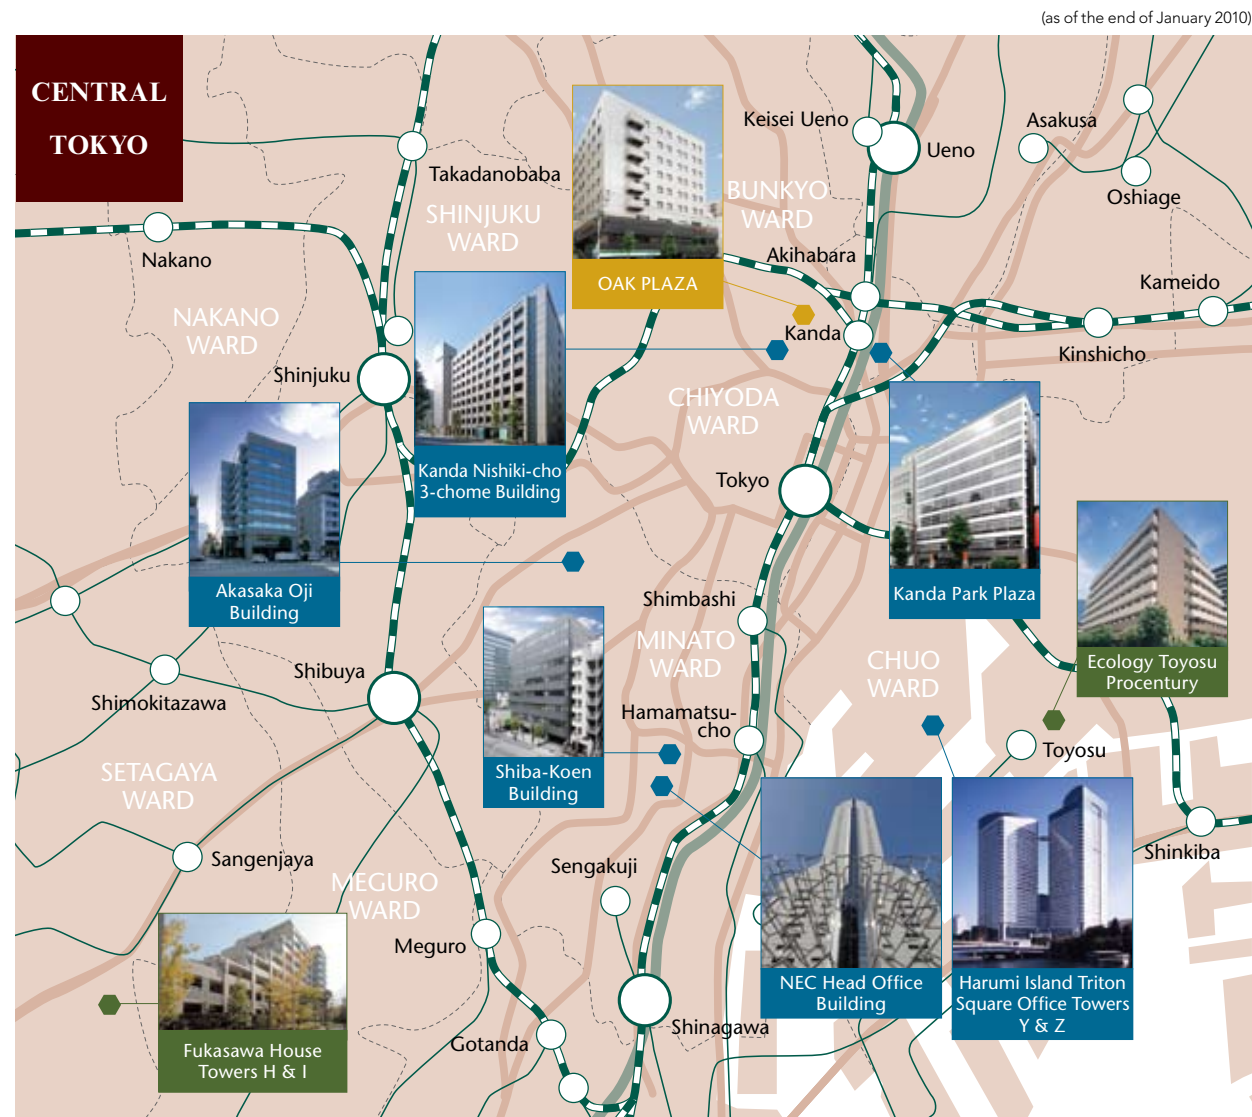 (as of the end of January 2010)
CENTRAL
TOKYO
Keisei Ueno
Ueno
Asakusa
Oshiage
Takadanobaba
SHINJUKU
WARD
BUNKYO
WARD
Nakano
Akihabara
Kameido
OAK PLAZA
NAKANO
WARD
Kanda
Kinshicho
Shinjuku
CHIYODA
WARD
Kanda Nishiki-cho
3-chome Building
Tokyo
Akasaka Oji
Building
Kanda Park Plaza
Shimbashi
MINATO
WARD
CHUO
WARD
Ecology Toyosu
Procentury
Shibuya
Shimokitazawa
Hamamatsu-
cho
Toyosu
SETAGAYA
WARD
Shiba-Koen
Building
Sangenjaya
Sengakuji
Shinkiba
MEGURO
WARD
Meguro
NEC Head Office
Building
Harumi Island Triton
Square Office Towers
Y & Z
Shinagawa
Gotanda
Fukasawa House
Towers H & I